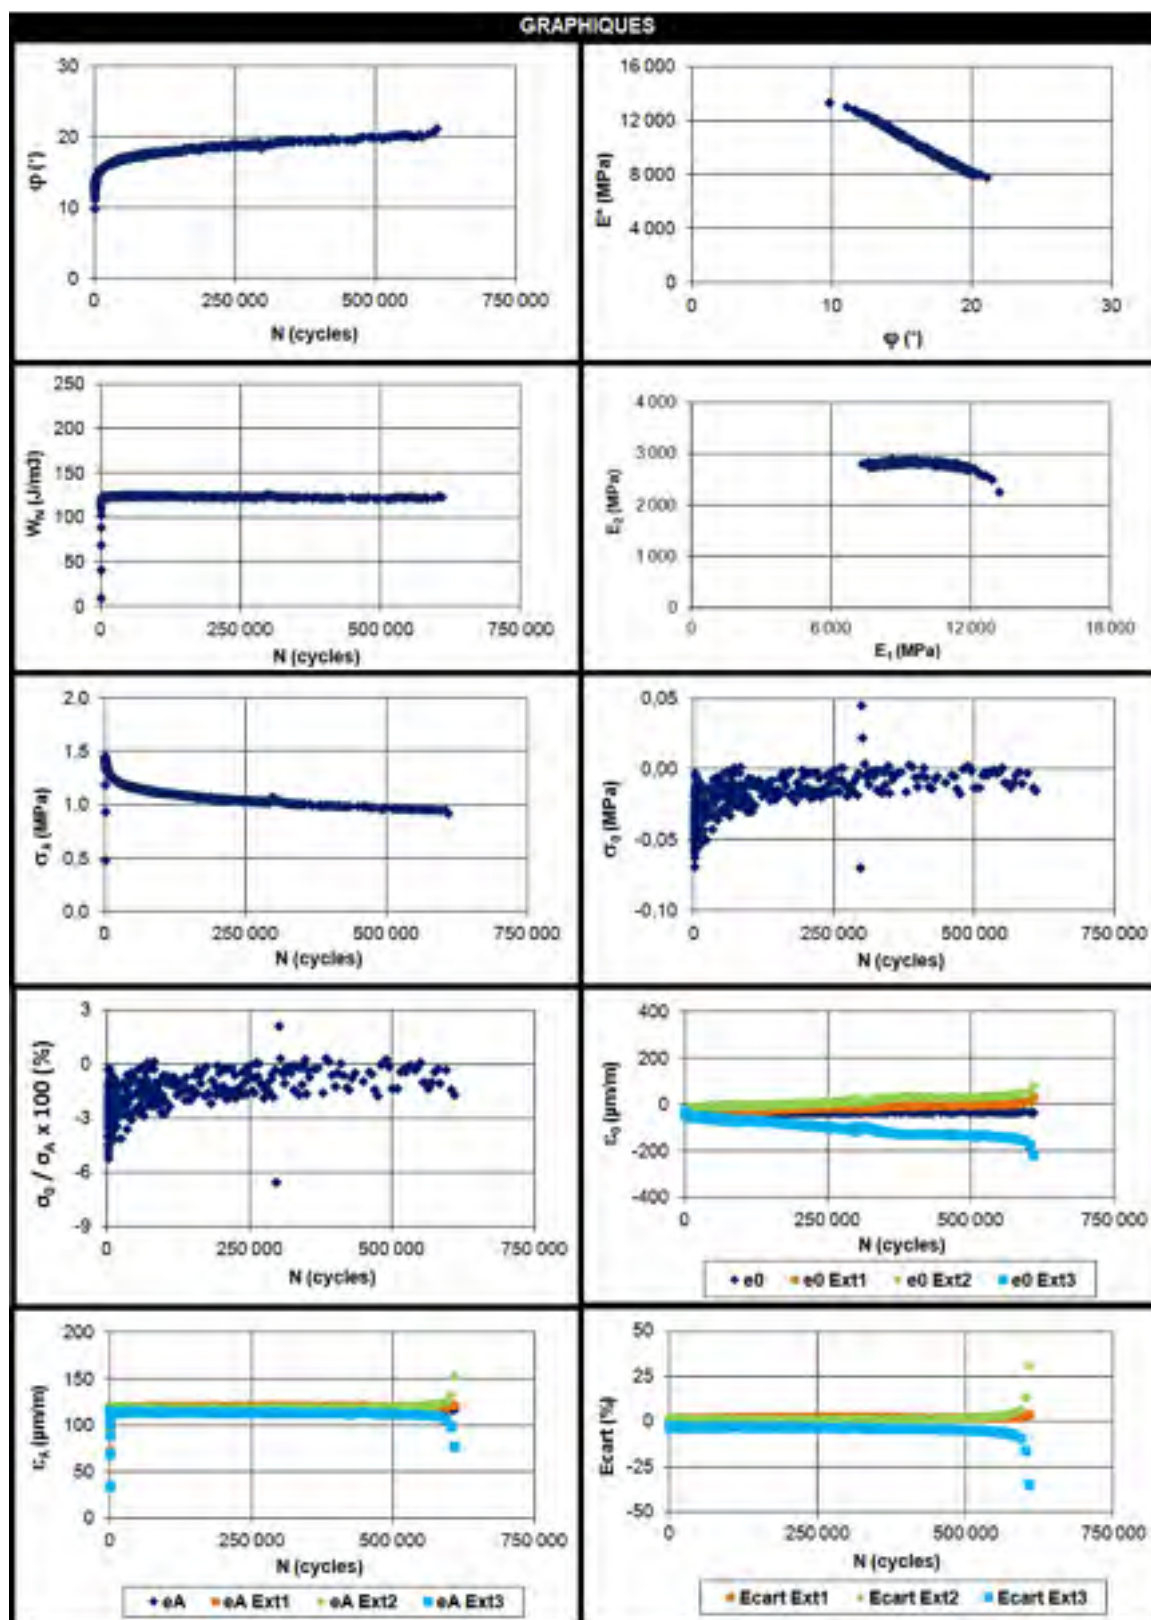 GRAPHIQUES
30
20
10
0
φ (°)
0 250 000 500 000 750 000
N (cycles)
16 000
12 000
8 000
4 000
0
E* (MPa)
0 10 20 30
φ (°)
250
200
150
100
50
0
W_N (J/m3)
0 250 000 500 000 750 000
N (cycles)
4 000
3 000
2 000
1 000
0
E₂ (MPa)
0 6 000 12 000 18 000
E₁ (MPa)
2.0
1.5
1.0
0.5
0.0
σ_A (MPa)
0 250 000 500 000 750 000
N (cycles)
0.05
0.00
-0.05
-0.10
σ₀ (MPa)
0 250 000 500 000 750 000
N (cycles)
3
0
-3
-6
-9
σ₀ / σ_A x 100 (%)
0 250 000 500 000 750 000
N (cycles)
400
200
0
-200
-400
ε₀ (µm/m)
0 250 000 500 000 750 000
N (cycles)
e0 e0 Ext1 e0 Ext2 e0 Ext3
200
150
100
50
0
ε_A (µm/m)
0 250 000 500 000 750 000
N (cycles)
eA eA Ext1 eA Ext2 eA Ext3
50
25
0
-25
-50
Ecart (%)
0 250 000 500 000 750 000
N (cycles)
Ecart Ext1 Ecart Ext2 Ecart Ext3